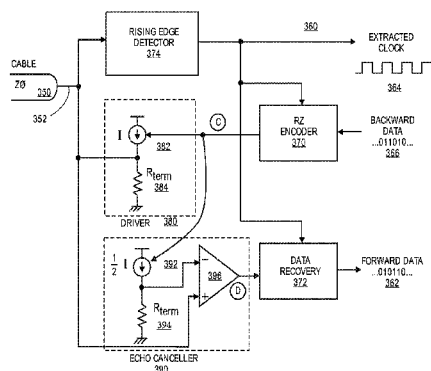 RISING EDGE
DETECTOR
374
360
EXTRACTED
CLOCK
364
CABLE
ZØ
350
352
I
382
C
RZ
ENCODER
370
BACKWARD
DATA
...011010...
366
Rterm
384
DRIVER 380
1/2 I
392
−
396
+
D
Rterm
394
DATA
RECOVERY
372
FORWARD DATA
...010110...
362
ECHO CANCELLER
390